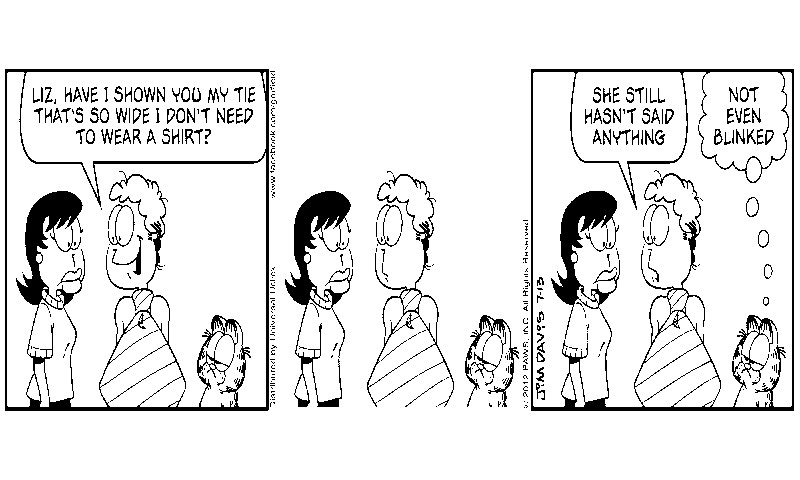 LIZ, HAVE I SHOWN YOU MY TIE
THAT'S SO WIDE I DON'T NEED
TO WEAR A SHIRT?
www.facebook.com/garfield
Distributed by Universal Uclick
© 2012 PAWS, INC. All Rights Reserved.
JIM DAVIS 7-13
SHE STILL
HASN'T SAID
ANYTHING
NOT
EVEN
BLINKED